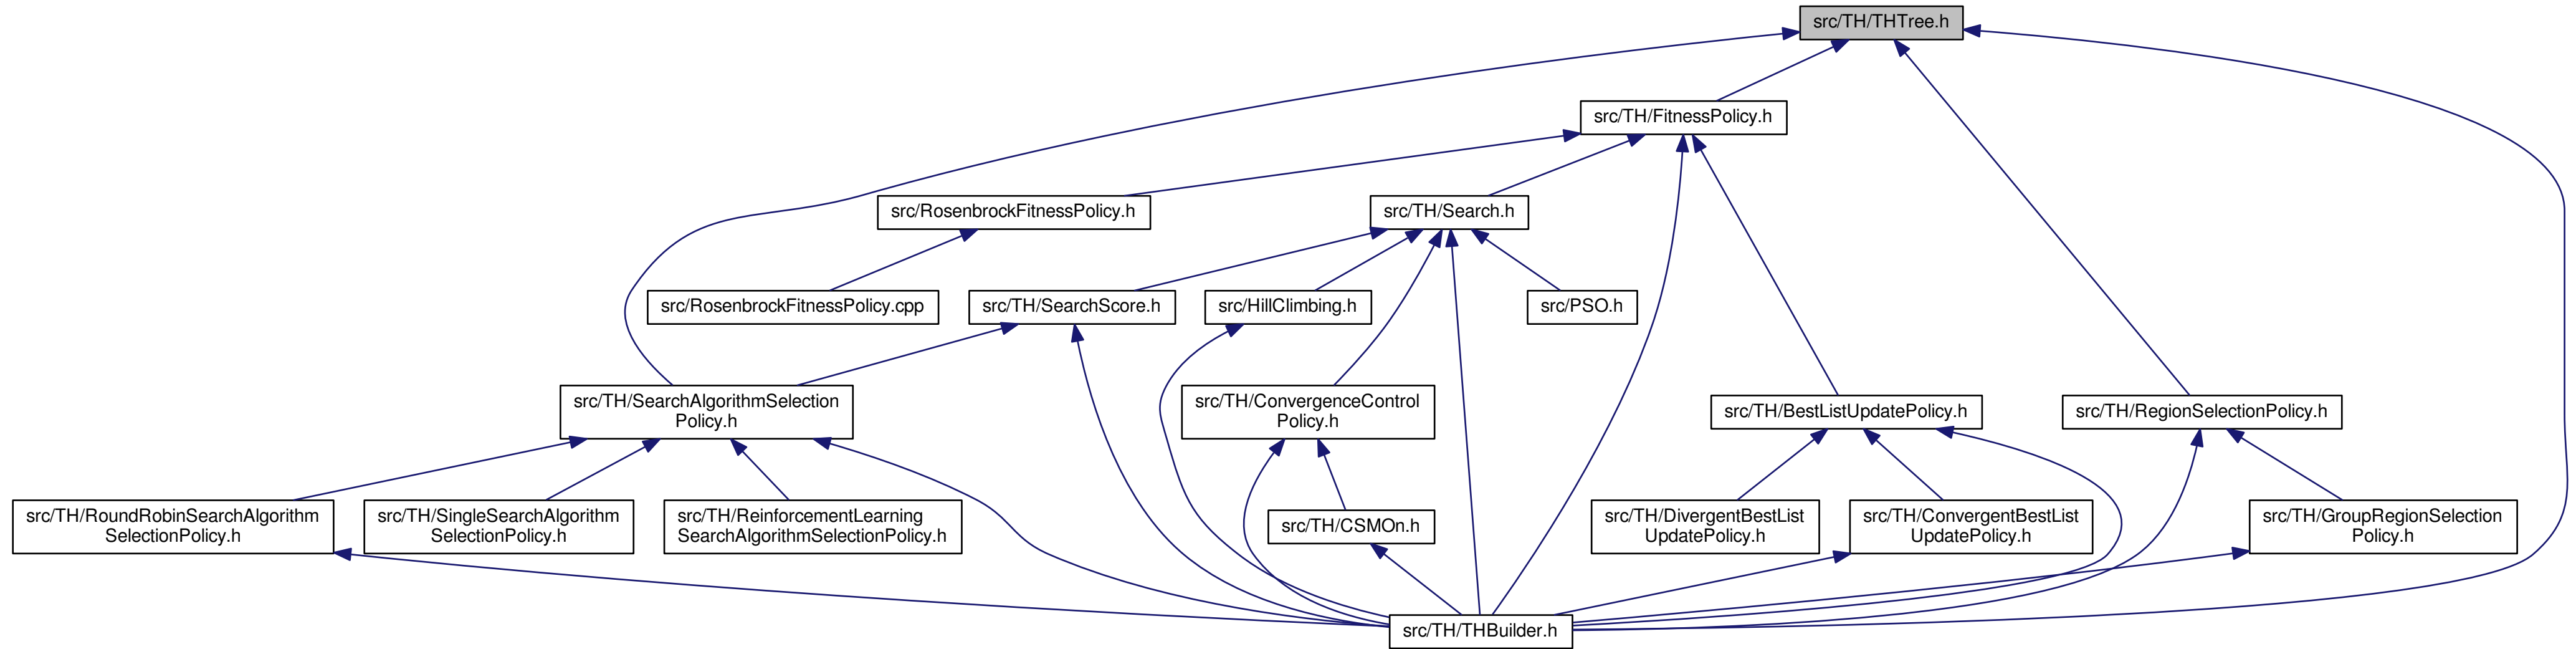 src/TH/THTree.h
src/TH/FitnessPolicy.h
src/RosenbrockFitnessPolicy.h
src/TH/Search.h
src/RosenbrockFitnessPolicy.cpp
src/TH/SearchScore.h
src/HillClimbing.h
src/PSO.h
src/TH/SearchAlgorithmSelection
Policy.h
src/TH/ConvergenceControl
Policy.h
src/TH/BestListUpdatePolicy.h
src/TH/RegionSelectionPolicy.h
src/TH/RoundRobinSearchAlgorithm
SelectionPolicy.h
src/TH/SingleSearchAlgorithm
SelectionPolicy.h
src/TH/ReinforcementLearning
SearchAlgorithmSelectionPolicy.h
src/TH/CSMOn.h
src/TH/DivergentBestList
UpdatePolicy.h
src/TH/ConvergentBestList
UpdatePolicy.h
src/TH/GroupRegionSelection
Policy.h
src/TH/THBuilder.h